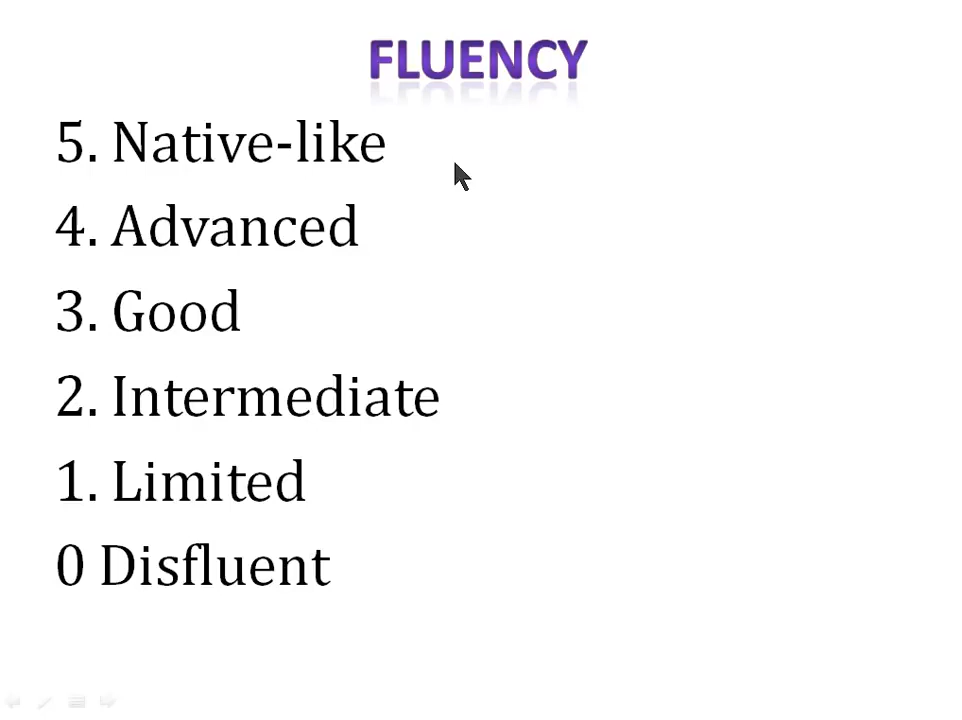 FLUENCY
5. Native-like
4. Advanced
3. Good
2. Intermediate
1. Limited
0 Disfluent